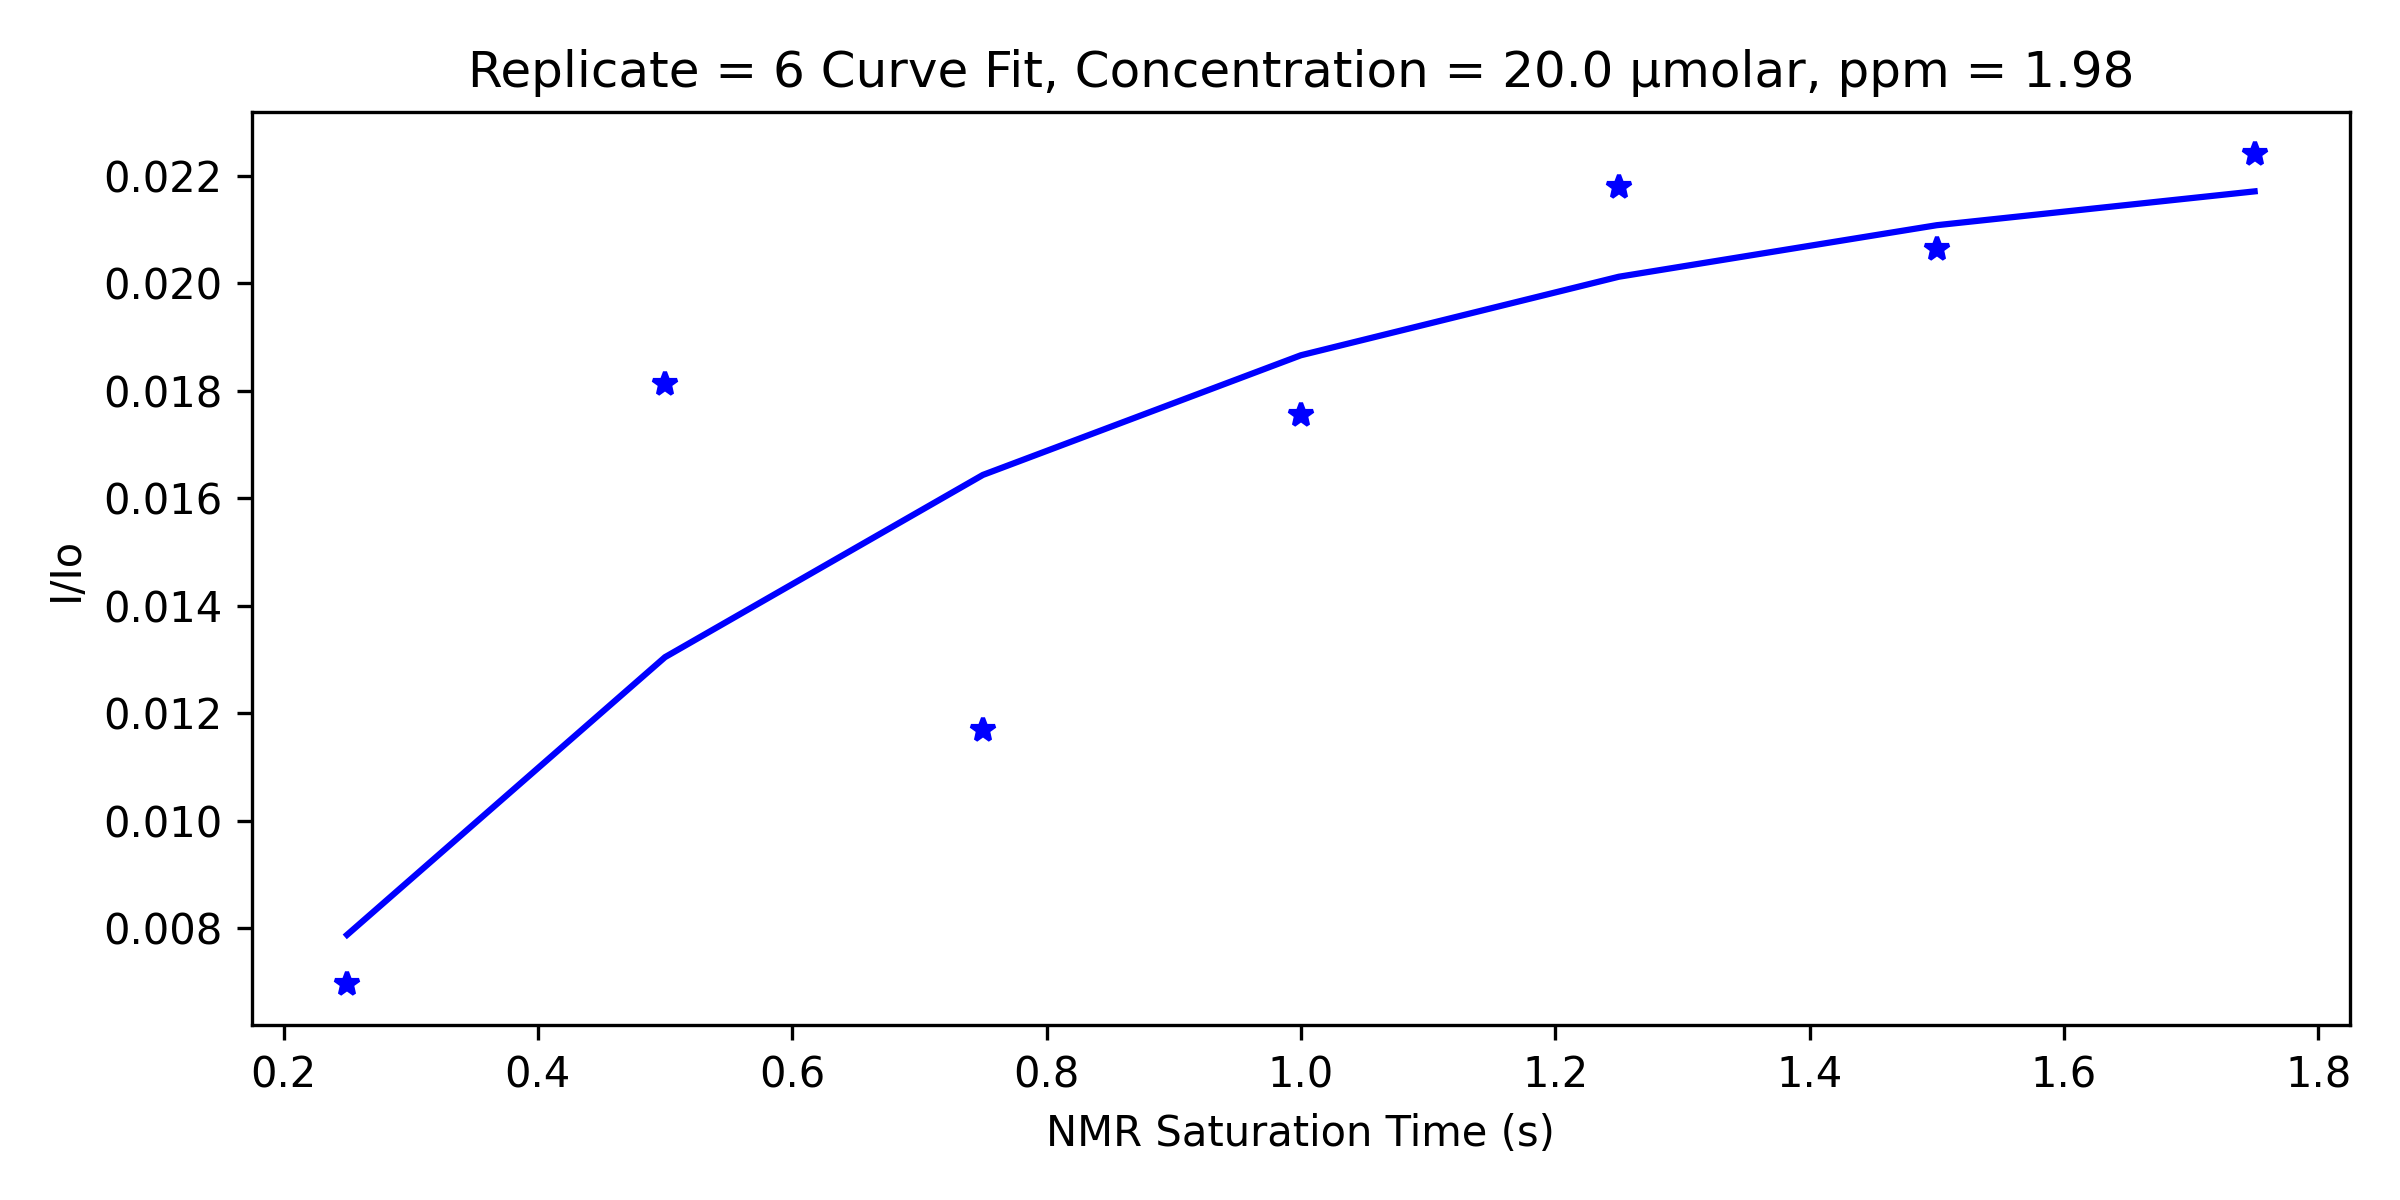 Replicate = 6 Curve Fit, Concentration = 20.0 µmolar, ppm = 1.98
0.022
0.020
0.018
0.016
0.014
0.012
0.010
0.008
I/Io
0.2 0.4 0.6 0.8 1.0 1.2 1.4 1.6 1.8
NMR Saturation Time (s)